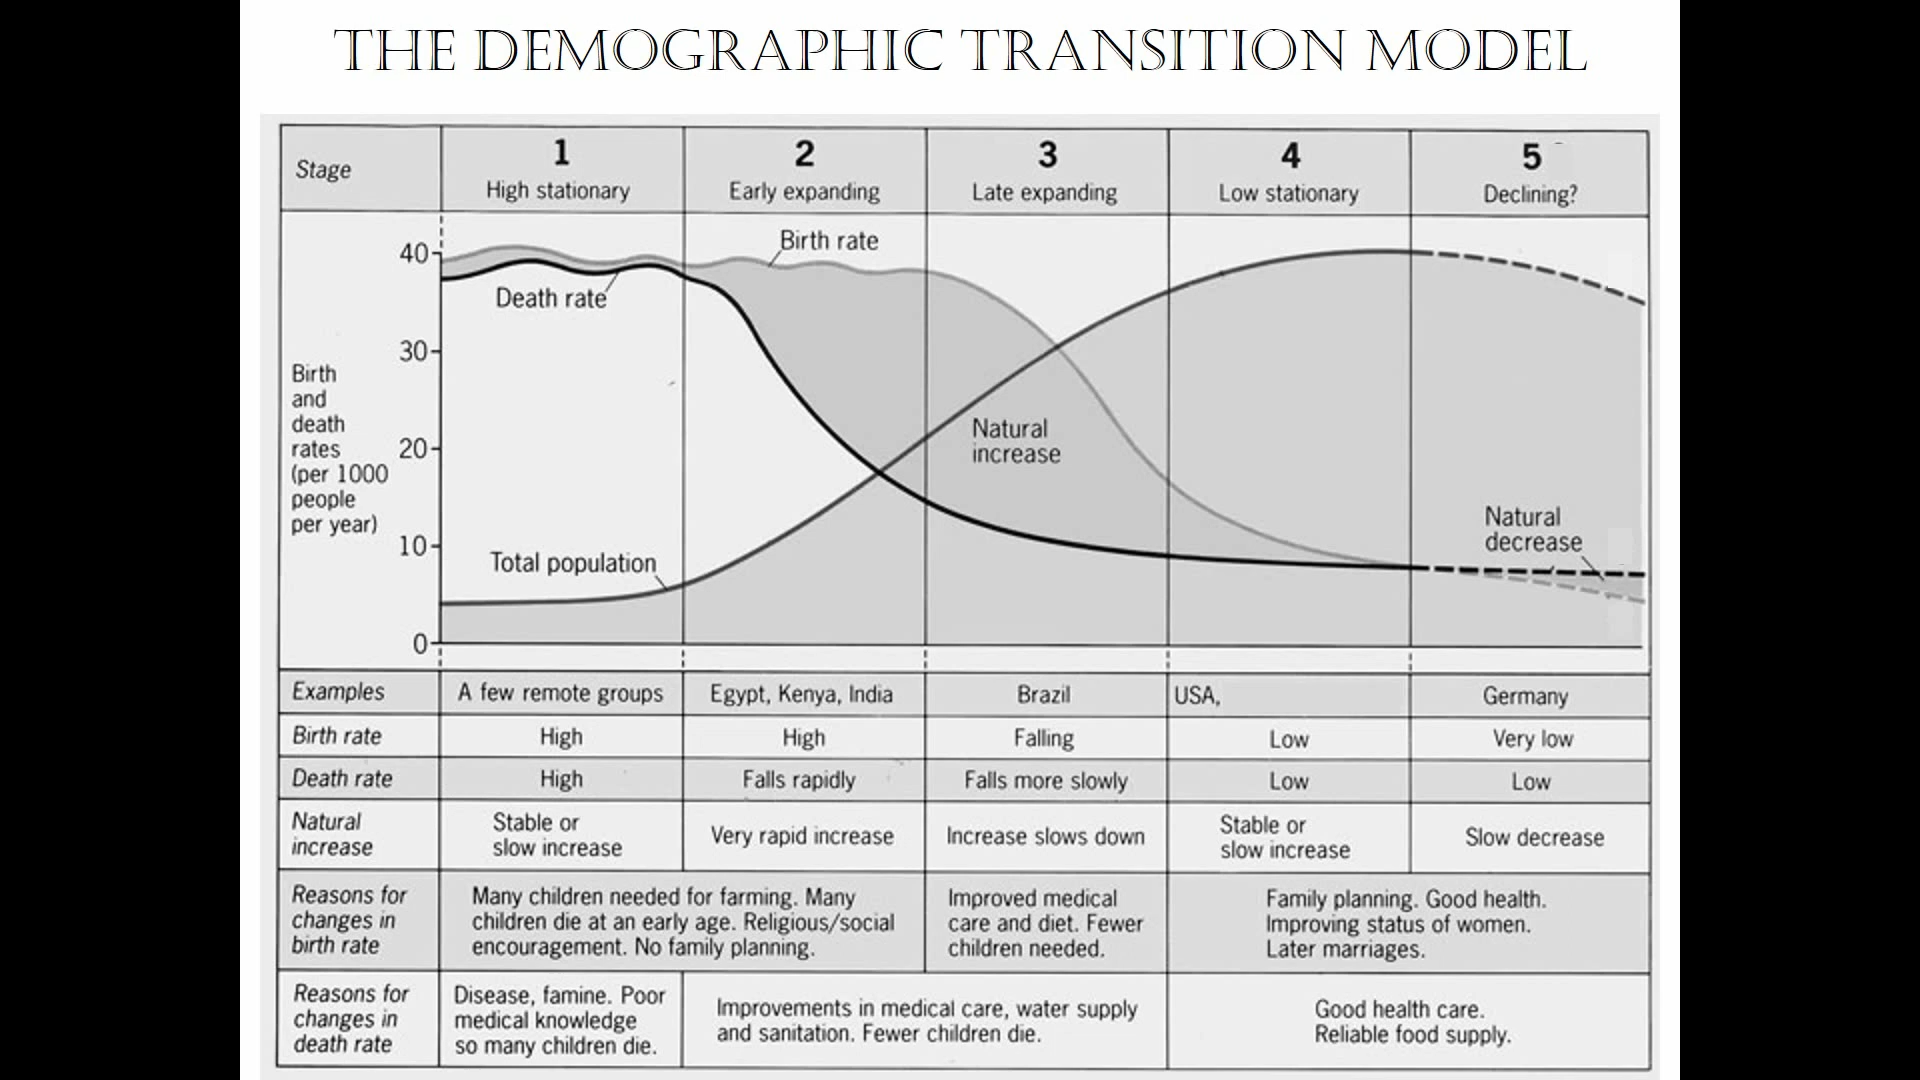 THE DEMOGRAPHIC TRANSITION MODEL
Stage
1
High stationary
2
Early expanding
3
Late expanding
4
Low stationary
5
Declining?
Birth
and
death
rates
(per 1000
people
per year)
40
30
20
10
0
Birth rate
Death rate
Total population
Natural
increase
Natural
decrease
Examples
A few remote groups
Egypt, Kenya, India
Brazil
USA,
Germany
Birth rate
High
High
Falling
Low
Very low
Death rate
High
Falls rapidly
Falls more slowly
Low
Low
Natural
increase
Stable or
slow increase
Very rapid increase
Increase slows down
Stable or
slow increase
Slow decrease
Reasons for
changes in
birth rate
Many children needed for farming. Many
children die at an early age. Religious/social
encouragement. No family planning.
Improved medical
care and diet. Fewer
children needed.
Family planning. Good health.
Improving status of women.
Later marriages.
Reasons for
changes in
death rate
Disease, famine. Poor
medical knowledge
so many children die.
Improvements in medical care, water supply
and sanitation. Fewer children die.
Good health care.
Reliable food supply.